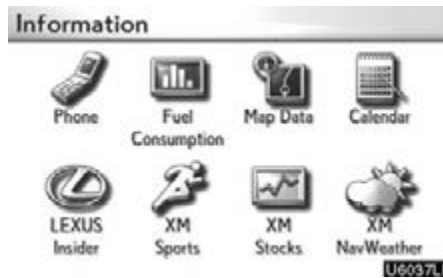 Information
Phone
Fuel
Consumption
Map Data
Calendar
LEXUS
Insider
XM
Sports
XM
Stocks
XM
NavWeather
U6037L